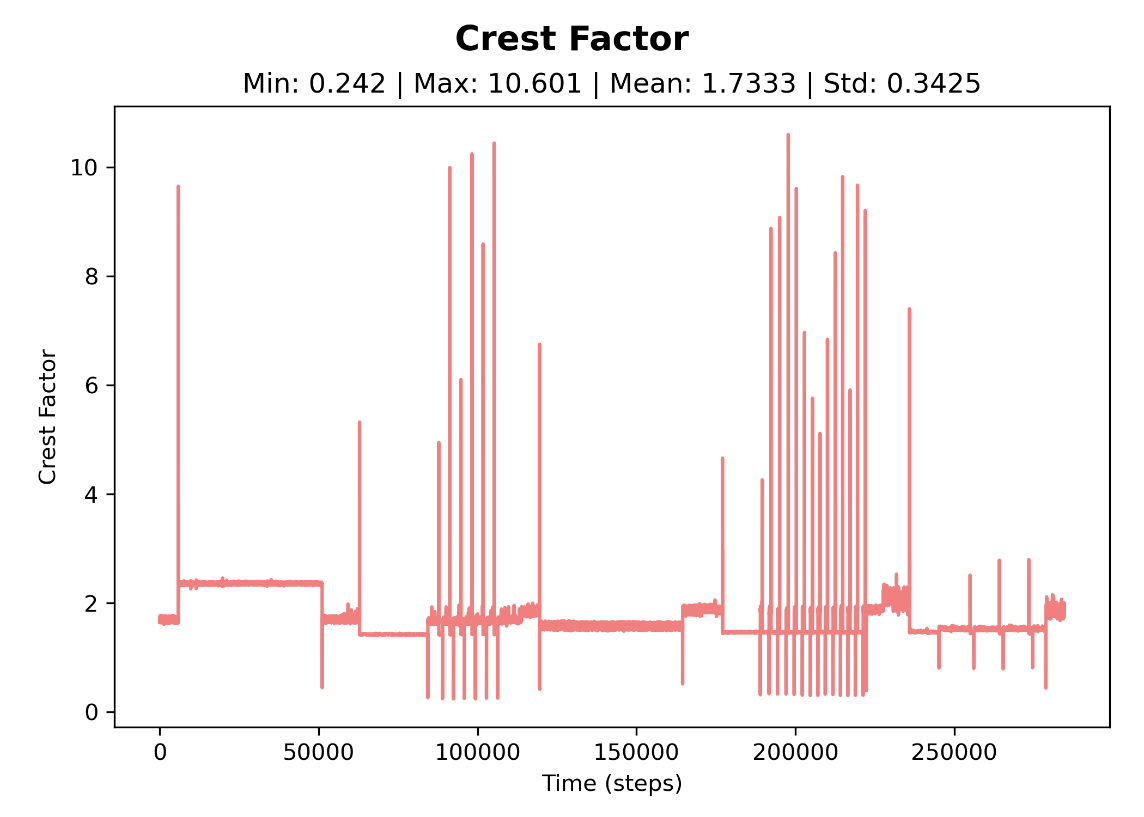 Crest Factor
Min: 0.242 | Max: 10.601 | Mean: 1.7333 | Std: 0.3425
10
8
6
4
2
0
Crest Factor
0 50000 100000 150000 200000 250000
Time (steps)